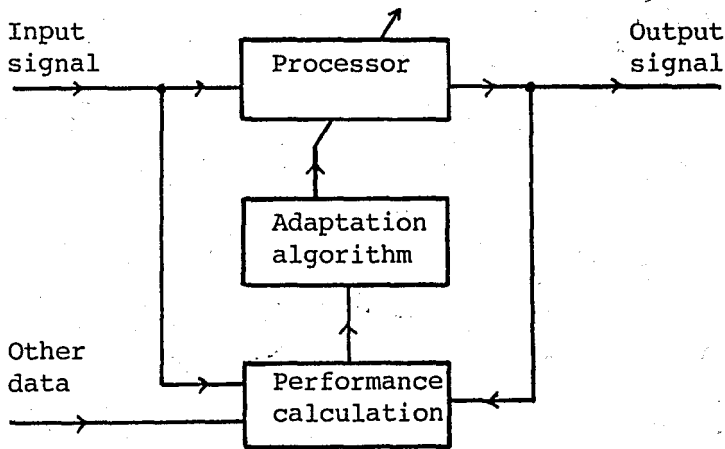 Input
signal
Processor
Output
signal
Adaptation
algorithm
Other
data
Performance
calculation